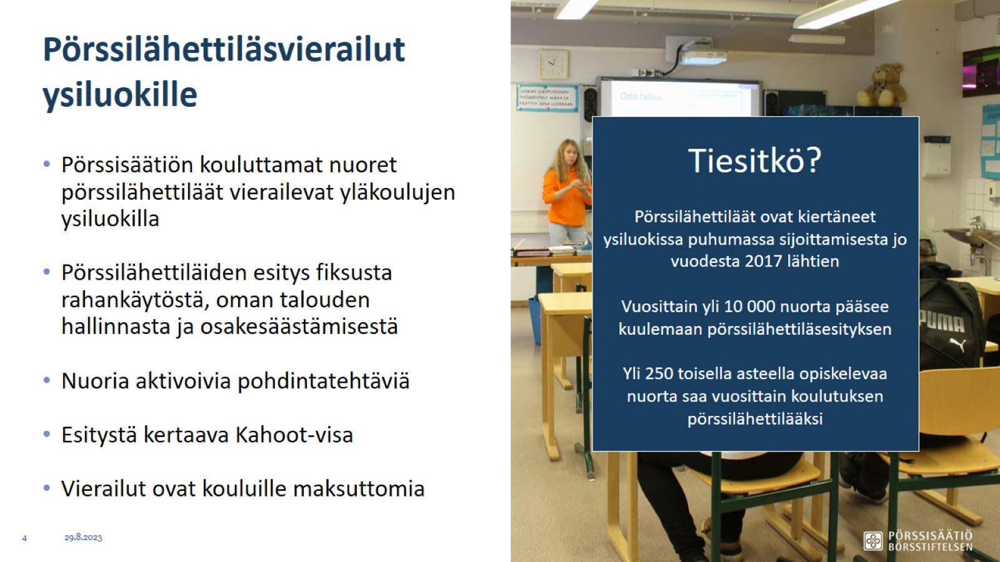 Pörssilähettiläsvierailut
ysiluokille
• Pörssisäätiön kouluttamat nuoret
pörssilähettiläät vierailevat yläkoulujen
ysiluokilla
• Pörssilähettiläiden esitys fiksusta
rahankäytöstä, oman talouden
hallinnasta ja osakesäästämisestä
• Nuoria aktivoivia pohdintatehtäviä
• Esitystä kertaava Kahoot-visa
• Vierailut ovat kouluille maksuttomia
4 29.8.2023
LUOKAN ULKOPUOLINEN
TYÖSKENTELY ALKAA JA
PÄÄTTYY AINA LUOKKAAN
Oma talous
Tiesitkö?
Pörssilähettiläät ovat kiertäneet
ysiluokissa puhumassa sijoittamisesta jo
vuodesta 2017 lähtien
Vuosittain yli 10 000 nuorta pääsee
kuulemaan pörssilähettiläsesityksen
Yli 250 toisella asteella opiskelevaa
nuorta saa vuosittain koulutuksen
pörssilähettilääksi
PUMA
PÖRSSISÄÄTIÖ
BÖRSSTIFTELSEN